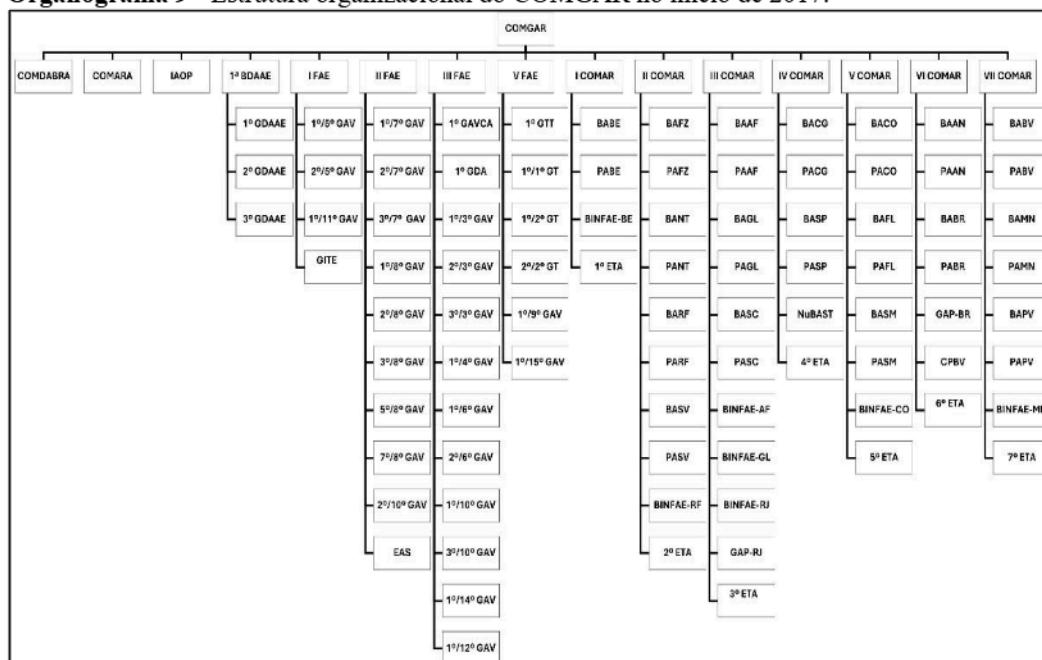 Organograma 9 - Estrutura organizacional do COMGAR no início de 2017.
COMGAR
COMDABRA
COMARA
IAOP
1ª BDAAE
1º GDAAE
2º GDAAE
3º GDAAE
I FAE
1º/5º GAV
2º/5º GAV
1º/11º GAV
GITE
II FAE
1º/7º GAV
2º/7º GAV
3º/7º GAV
1º/8º GAV
2º/8º GAV
3º/8º GAV
5º/8º GAV
7º/8º GAV
2º/10º GAV
EAS
III FAE
1º GAVCA
1º GDA
1º/3º GAV
2º/3º GAV
3º/3º GAV
1º/4º GAV
1º/6º GAV
2º/6º GAV
1º/10º GAV
3º/10º GAV
1º/14º GAV
1º/12º GAV
V FAE
1º GTT
1º/1º GT
1º/2º GT
2º/2º GT
1º/9º GAV
1º/15º GAV
I COMAR
BABE
PABE
BINFAE-BE
1º ETA
II COMAR
BAFZ
PAFZ
BANT
PANT
BARF
PARF
BASV
PASV
BINFAE-RF
2º ETA
III COMAR
BAAF
PAAF
BAGL
PAGL
BASC
PASC
BINFAE-AF
BINFAE-GL
BINFAE-RJ
GAP-RJ
3º ETA
IV COMAR
BACG
PACG
BASP
PASP
NuBAST
4º ETA
V COMAR
BACO
PACO
BAFL
PAFL
BASM
PASM
BINFAE-CO
5º ETA
VI COMAR
BAAN
PAAN
BABR
PABR
GAP-BR
CPBV
6º ETA
VII COMAR
BABV
PABV
BAMN
PAMN
BAPV
PAPV
BINFAE-MN
7º ETA